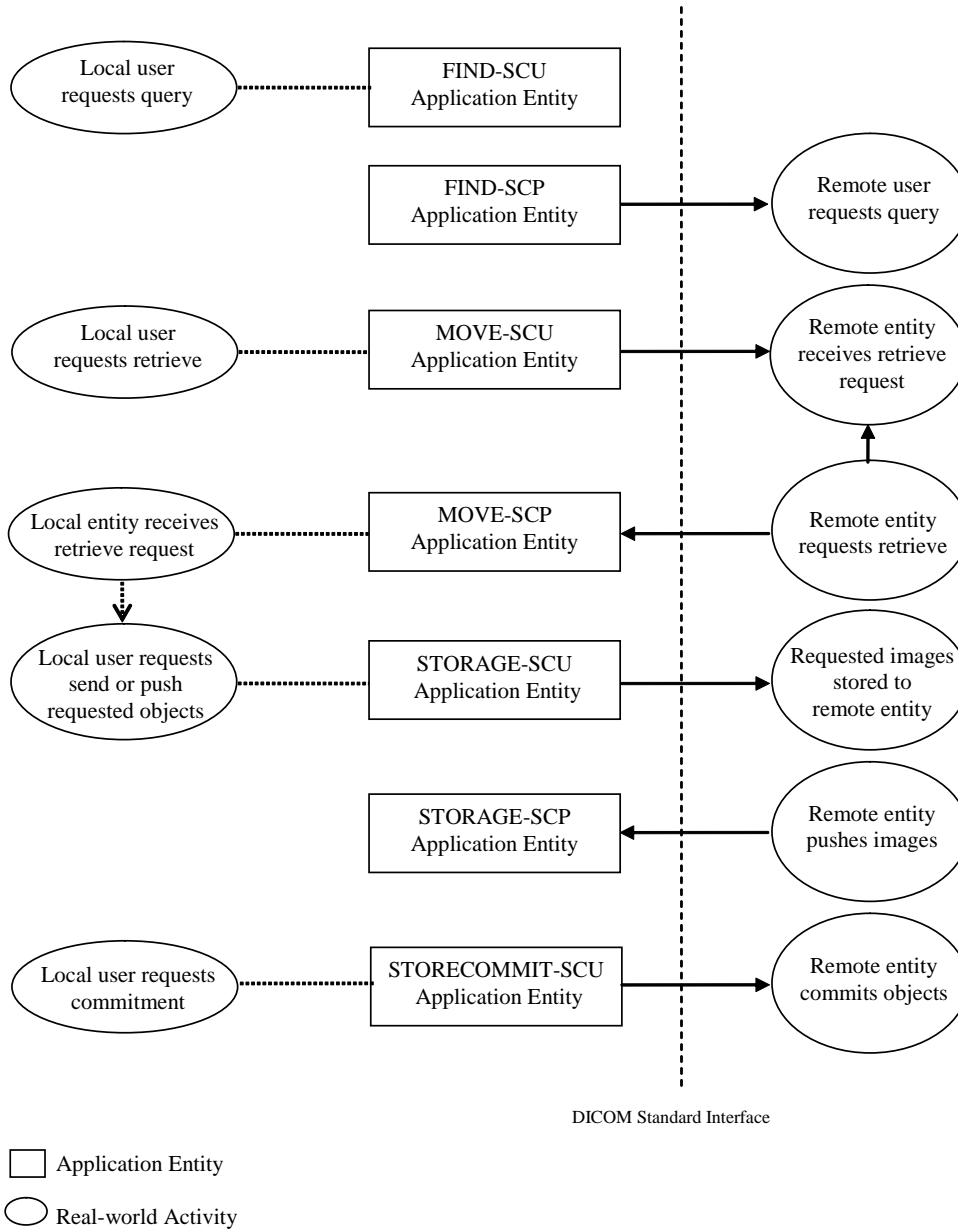 Local user
requests query
FIND-SCU
Application Entity
FIND-SCP
Application Entity
Remote user
requests query
Local user
requests retrieve
MOVE-SCU
Application Entity
Remote entity
receives retrieve
request
Local entity receives
retrieve request
MOVE-SCP
Application Entity
Remote entity
requests retrieve
Local user requests
send or push
requested objects
STORAGE-SCU
Application Entity
Requested images
stored to
remote entity
STORAGE-SCP
Application Entity
Remote entity
pushes images
Local user requests
commitment
STORECOMMIT-SCU
Application Entity
Remote entity
commits objects
DICOM Standard Interface
Application Entity
Real-world Activity